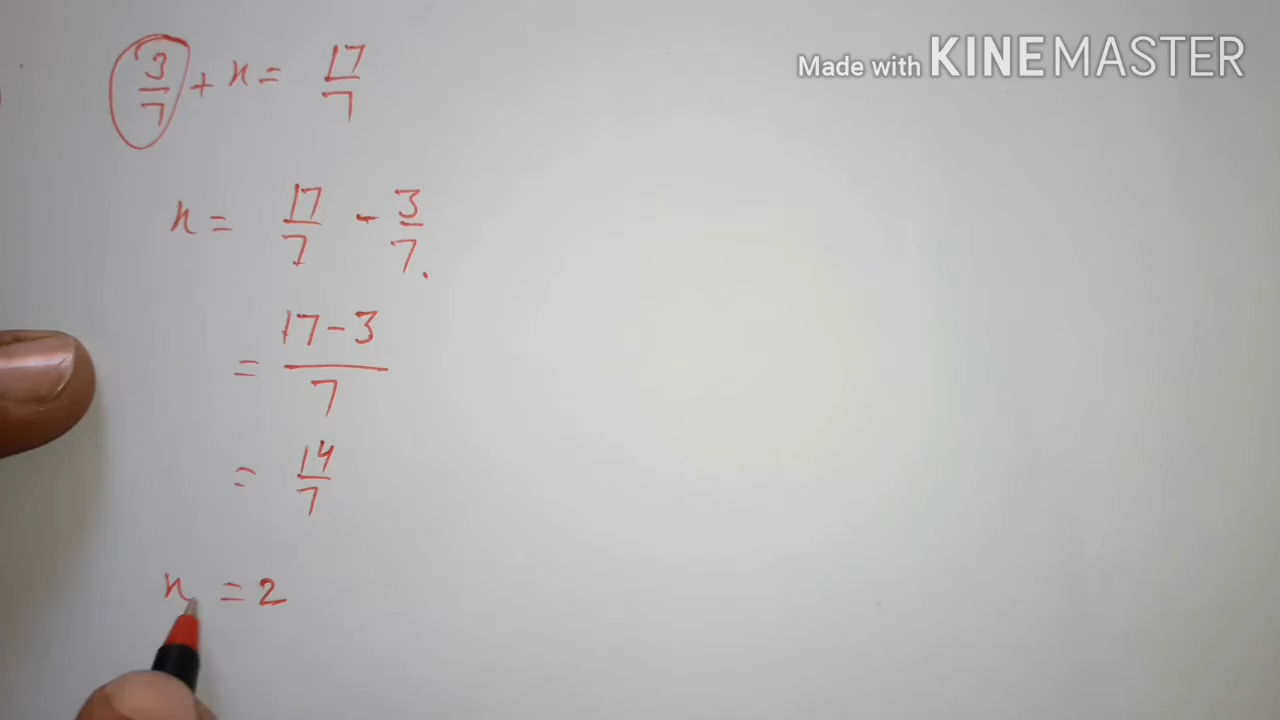 3/7 + x = 17/7
Made with KINEMASTER
x = 17/7 - 3/7.
= 17-3/7
= 14/7
x = 2